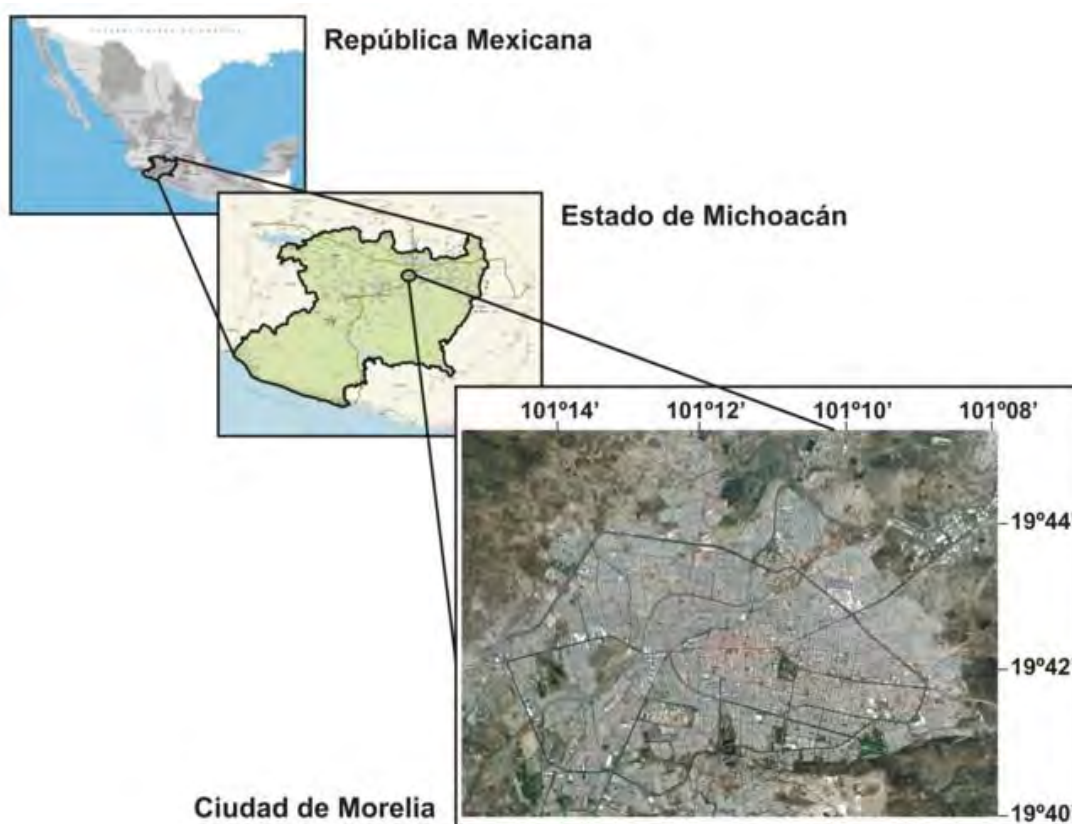 República Mexicana
Estado de Michoacán
101º14' 101º12' 101º10' 101º08'
19º44'
19º42'
19º40'
Ciudad de Morelia